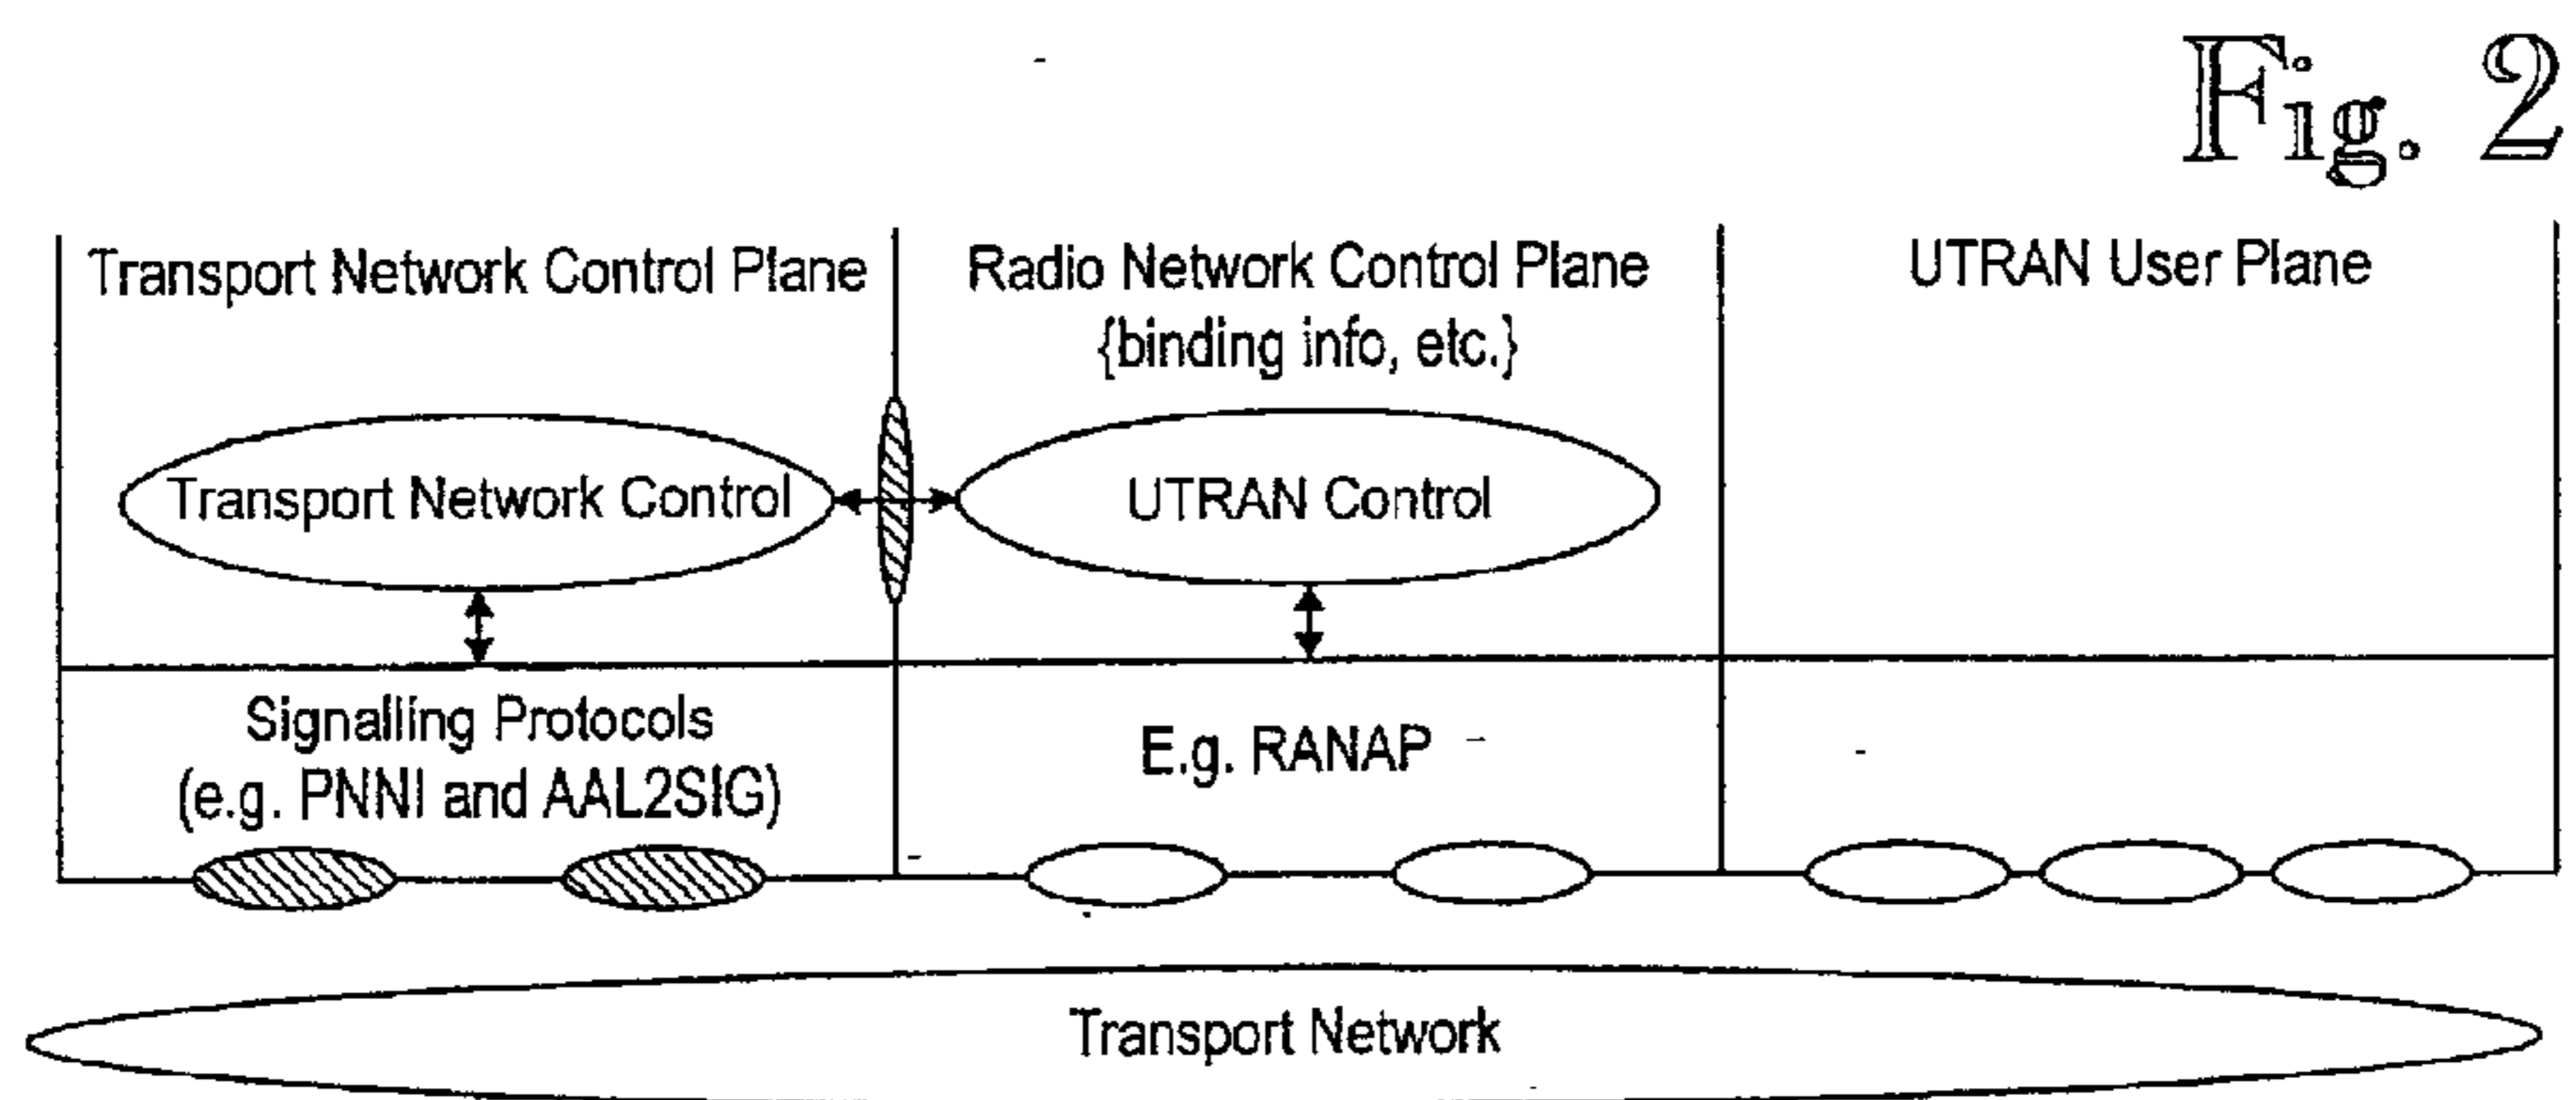 Fig. 2
Transport Network Control Plane
Radio Network Control Plane
{binding info, etc.}
UTRAN User Plane
Transport Network Control
UTRAN Control
Signalling Protocols
(e.g. PNNI and AAL2SIG)
E.g. RANAP
Transport Network